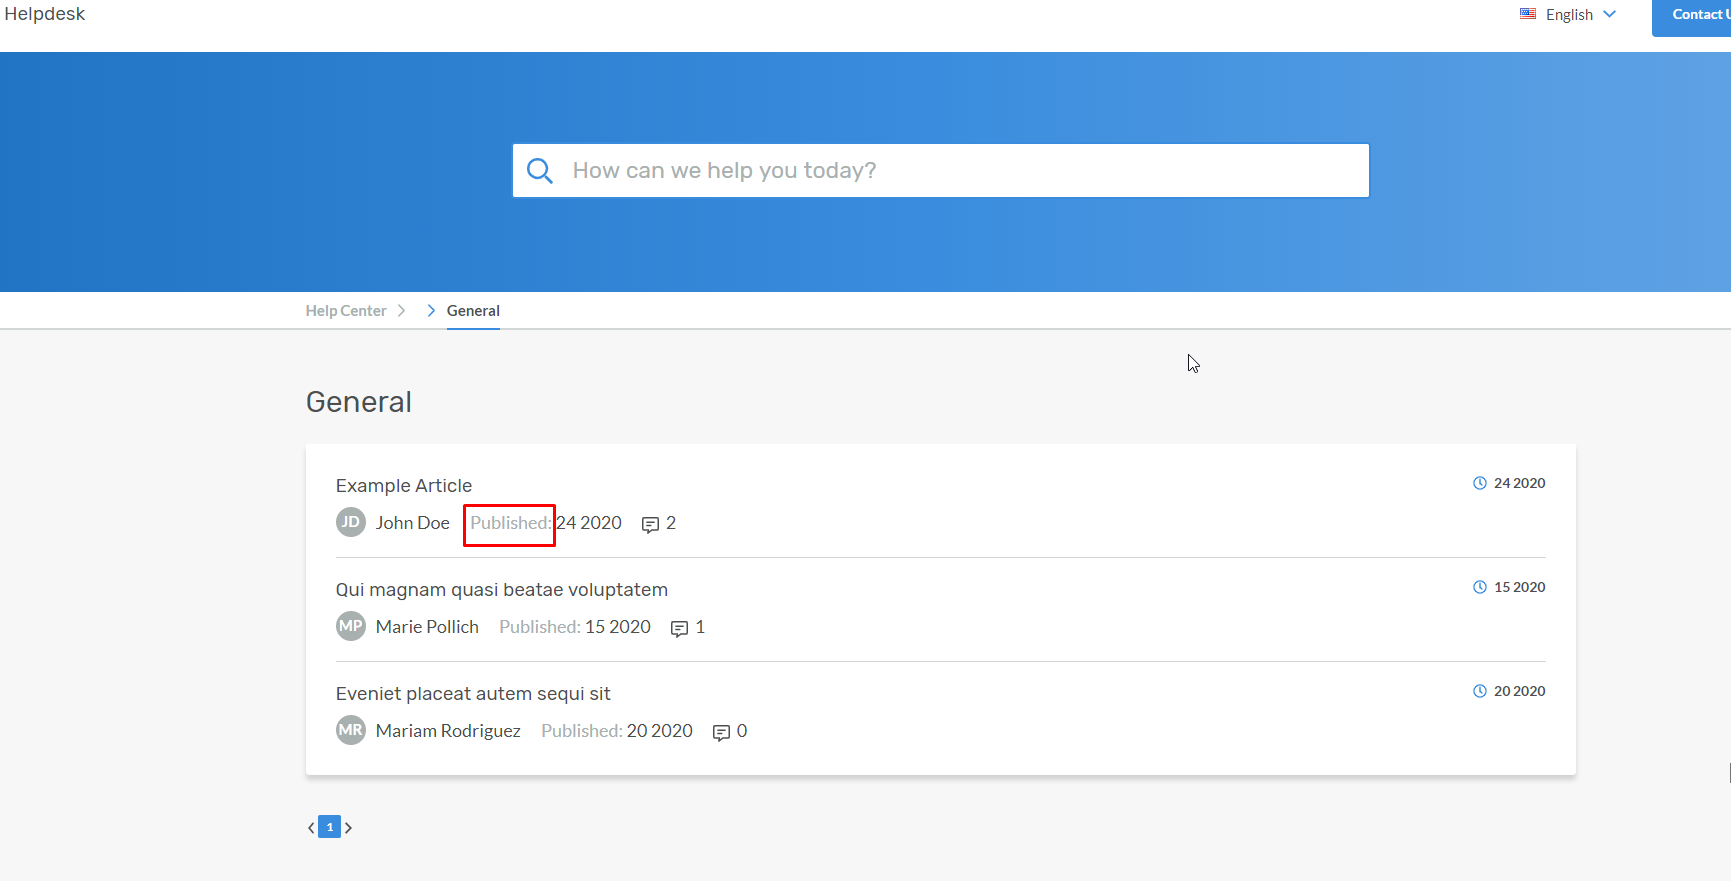 Helpdesk
English
Contact U
How can we help you today?
Help Center
General
General
Example Article
24 2020
JD John Doe Published: 24 2020 2
Qui magnam quasi beatae voluptatem
15 2020
MP Marie Pollich Published: 15 2020 1
Eveniet placeat autem sequi sit
20 2020
MR Mariam Rodriguez Published: 20 2020 0
1